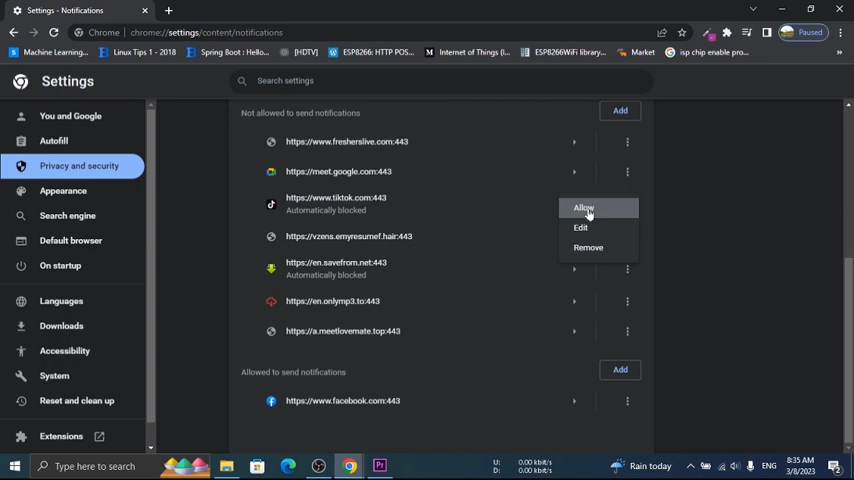 Settings - Notifications
Chrome
chrome://settings/content/notifications
Paused
Machine Learning...
Linux Tips 1 - 2018
Spring Boot : Hello...
[HDTV]
ESP8266: HTTP POS...
Internet of Things (I...
ESP8266WiFi library...
Market
isp chip enable pro...
Settings
Search settings
You and Google
Autofill
Privacy and security
Appearance
Search engine
Default browser
On startup
Languages
Downloads
Accessibility
System
Reset and clean up
Extensions
Not allowed to send notifications
Add
https://www.fresherslive.com:443
https://meet.google.com:443
https://www.tiktok.com:443
Automatically blocked
https://vzens.emyresumef.hair:443
https://en.savefrom.net:443
Automatically blocked
https://en.onlymp3.to:443
https://a.meetlovemate.top:443
Allow
Edit
Remove
Allowed to send notifications
Add
https://www.facebook.com:443
Type here to search
Pr
U: 0.00 kbit/s
D: 0.00 kbit/s
Rain today
ENG
8:35 AM
3/8/2023
2